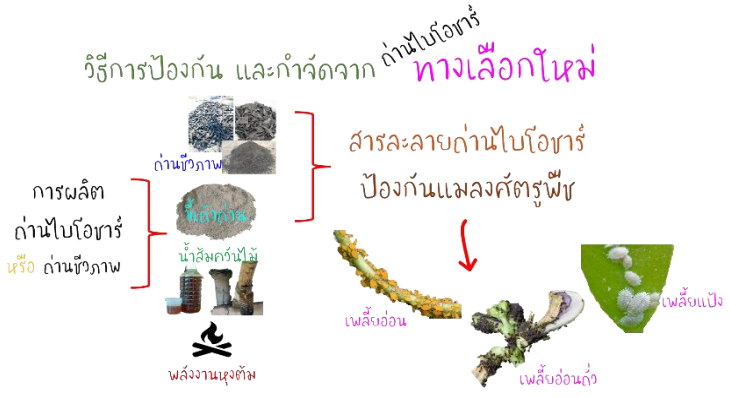 วิธีการป้องกัน และกำจัดจาก ถ่านไบโอชาร์ ทางเลือกใหม่
ถ่านชีวภาพ
สารละลายถ่านไบโอชาร์
ป้องกันแมลงศัตรูพืช
การผลิต
ถ่านไบโอชาร์
หรือ ถ่านชีวภาพ
ขี้เถ้าถ่าน
น้ำส้มควันไม้
พลังงานหุงต้ม
เพลี้ยอ่อน
เพลี้ยอ่อนถั่ว
เพลี้ยแป้ง